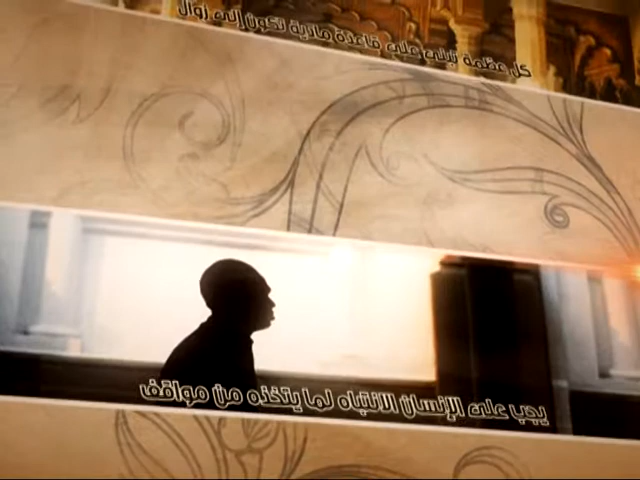 كل عظمة تبنى على قاعدة مادية تكون إلى زوال
يجب على الإنسان الانتباه لما يتخذه من مواقف